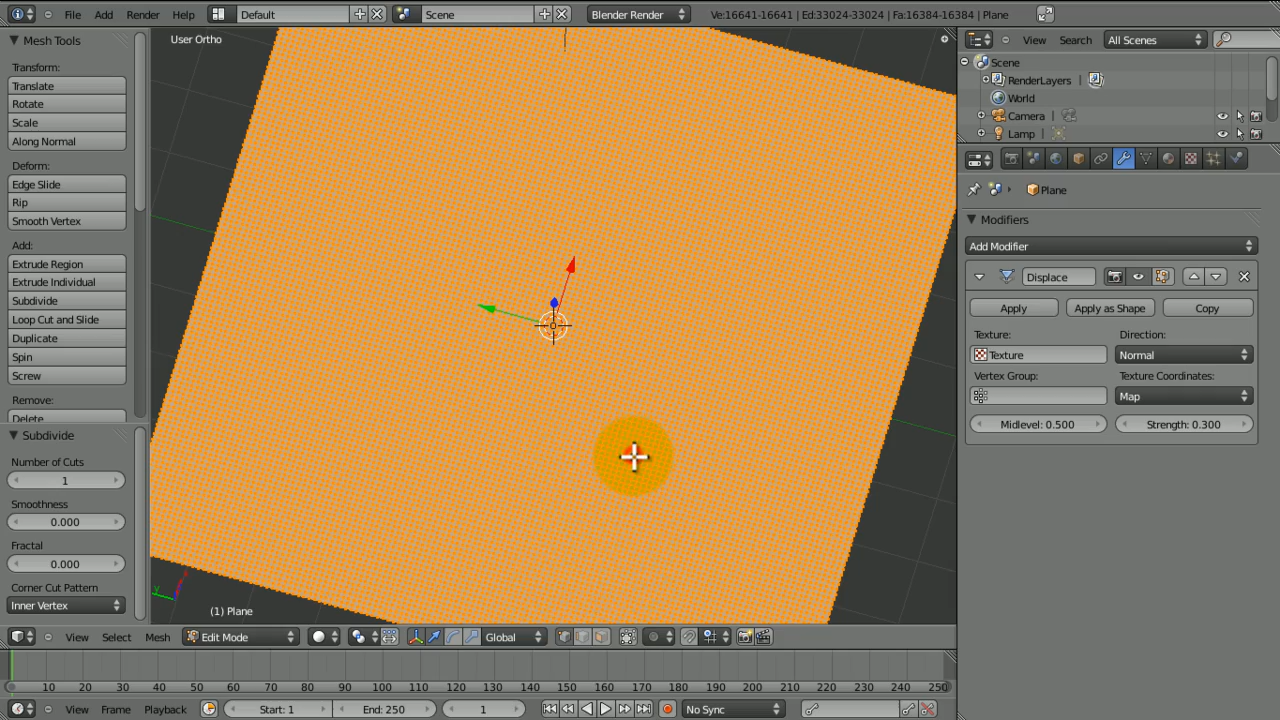 File Add Render Help Default Scene Blender Render Ve:16641-16641 | Ed:33024-33024 | Fa:16384-16384 | Plane
Mesh Tools
Transform:
Translate
Rotate
Scale
Along Normal
Deform:
Edge Slide
Rip
Smooth Vertex
Add:
Extrude Region
Extrude Individual
Subdivide
Loop Cut and Slide
Duplicate
Spin
Screw
Remove:
Delete
Subdivide
Number of Cuts
1
Smoothness
0.000
Fractal
0.000
Corner Cut Pattern
Inner Vertex
User Ortho
y
(1) Plane
View Select Mesh Edit Mode Global
10 20 30 40 50 60 70 80 90 100 110 120 130 140 150 160 170 180 190 200 210 220 230 240 250
View Frame Playback Start: 1 End: 250 1 No Sync
View Search All Scenes
Scene
RenderLayers |
World
Camera |
Lamp |
Plane
Modifiers
Add Modifier
Displace
Apply Apply as Shape Copy
Texture: Direction:
Texture Normal
Vertex Group: Texture Coordinates:
Map
Midlevel: 0.500 Strength: 0.300